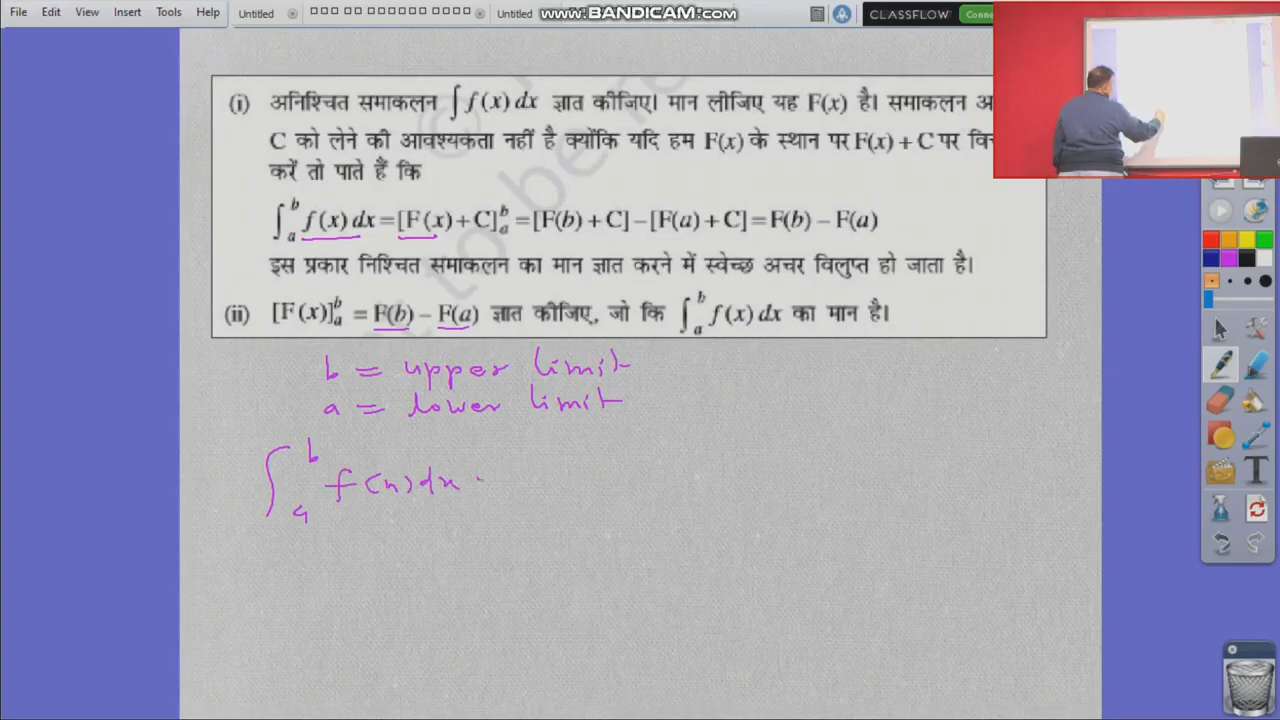 File Edit View Insert Tools Help Untitled Untitled www.BANDICAM.com CLASSFLOW Conne
(i) अनिश्चित समाकलन ∫ f(x) dx ज्ञात कीजिए। मान लीजिए यह F(x) है। समाकलन अ
C को लेने की आवश्यकता नहीं है क्योंकि यदि हम F(x) के स्थान पर F(x) + C पर वि
करें तो पाते हैं कि
∫ₐᵇ f(x) dx = [F(x) + C]ₐᵇ = [F(b) + C] – [F(a) + C] = F(b) – F(a)
इस प्रकार निश्चित समाकलन का मान ज्ञात करने में स्वेच्छ अचर विलुप्त हो जाता है।
(ii) [F(x)]ₐᵇ = F(b) – F(a) ज्ञात कीजिए, जो कि ∫ₐᵇ f(x) dx का मान है।
b = upper limit
a = lower limit
∫ₐᵇ f(x) dx